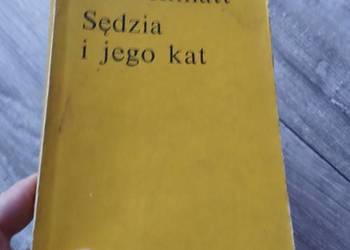 Sędzia
i jego kat